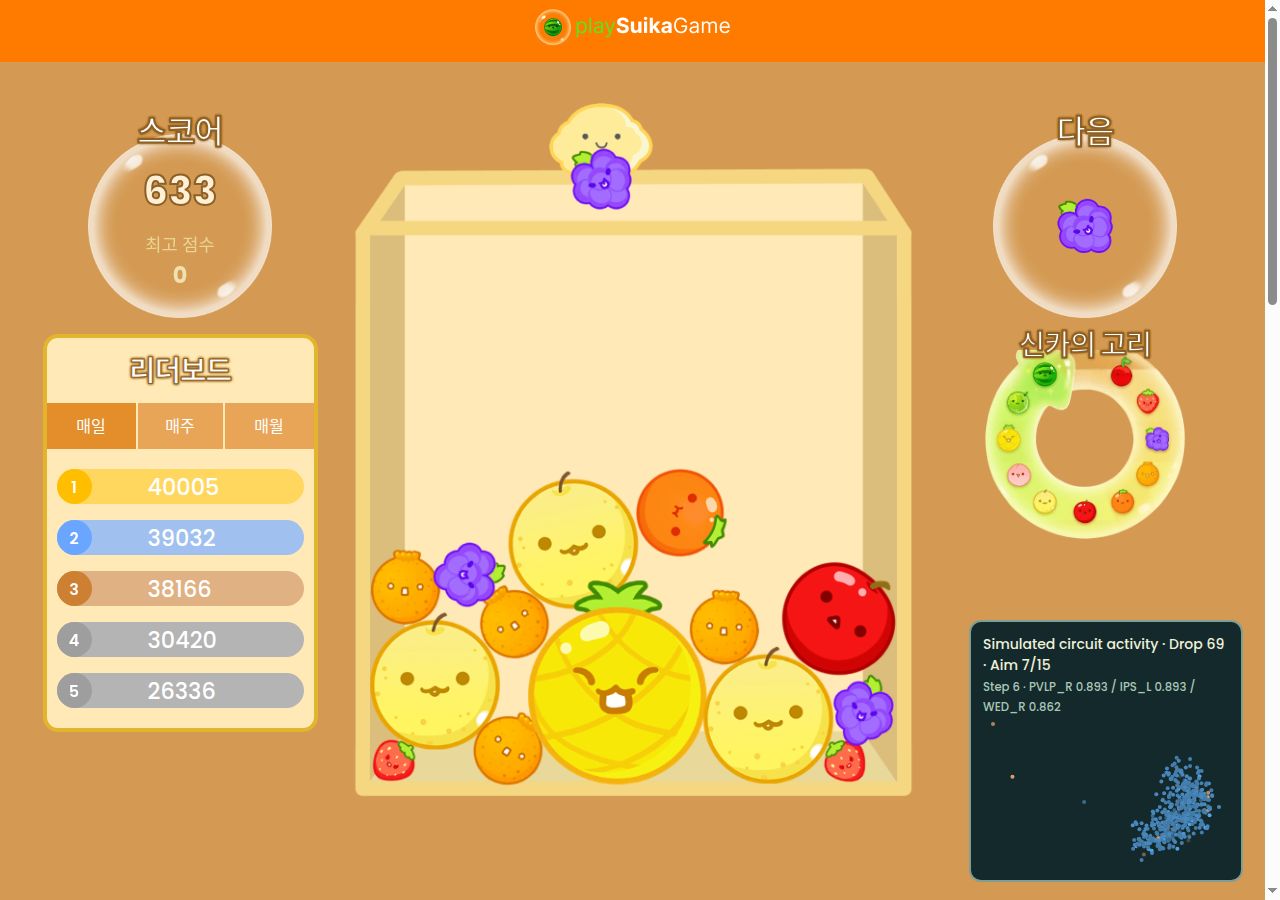 playSuikaGame
스코어
633
최고 점수
0
리더보드
매일 매주 매월
1 40005
2 39032
3 38166
4 30420
5 26336
다음
신카의 고리
Simulated circuit activity · Drop 69
· Aim 7/15
Step 6 · PVLP_R 0.893 / IPS_L 0.893 /
WED_R 0.862